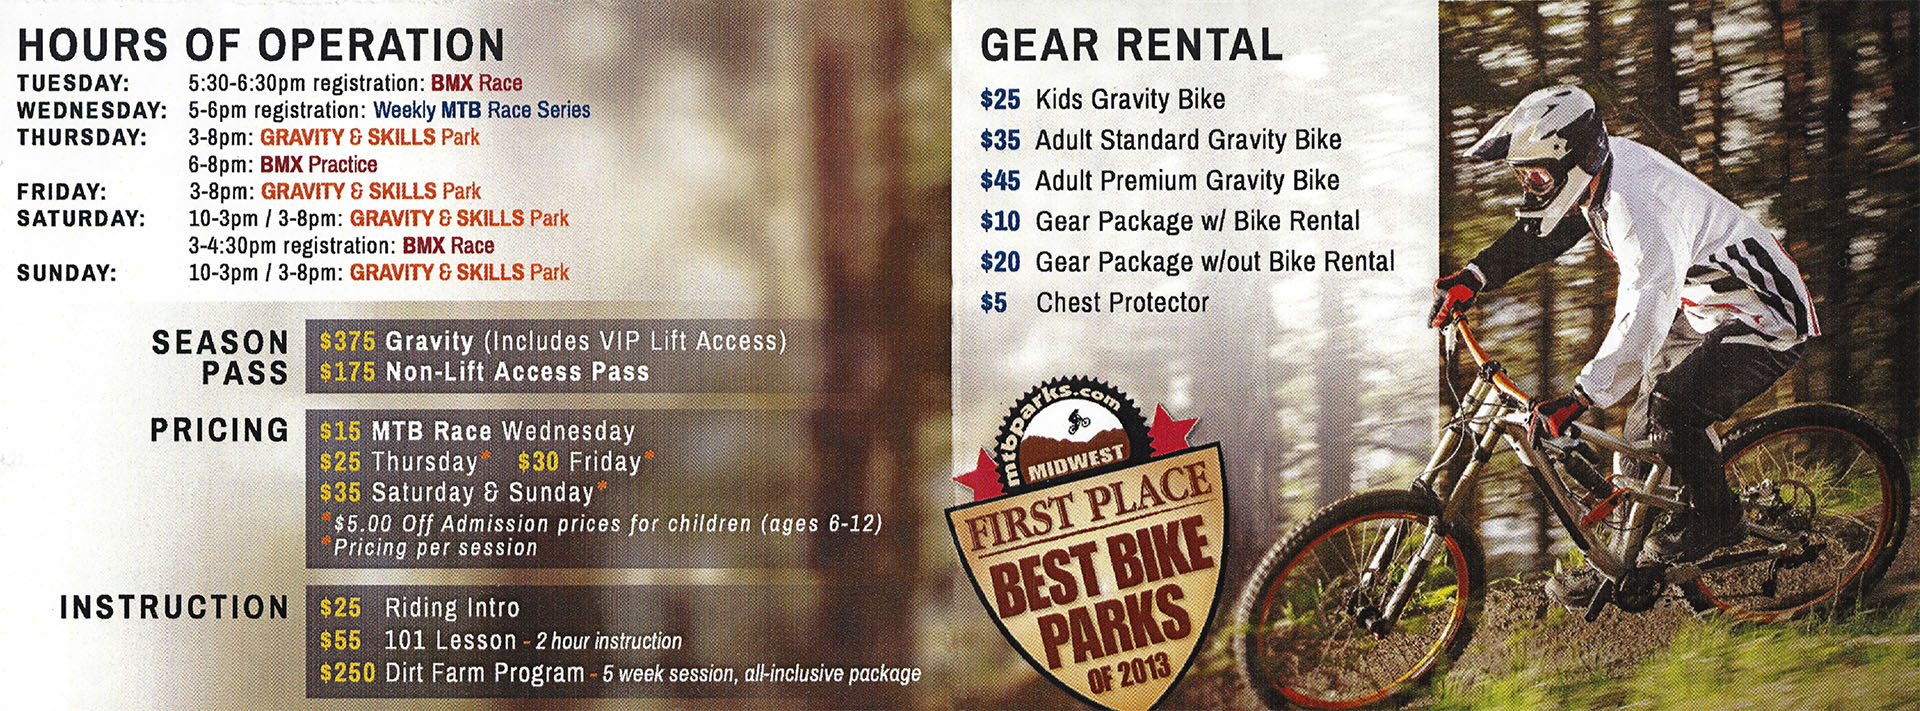 HOURS OF OPERATION
TUESDAY: 5:30-6:30pm registration: BMX Race
WEDNESDAY: 5-6pm registration: Weekly MTB Race Series
THURSDAY: 3-8pm: GRAVITY & SKILLS Park
6-8pm: BMX Practice
FRIDAY: 3-8pm: GRAVITY & SKILLS Park
SATURDAY: 10-3pm / 3-8pm: GRAVITY & SKILLS Park
3-4:30pm registration: BMX Race
SUNDAY: 10-3pm / 3-8pm: GRAVITY & SKILLS Park
SEASON PASS
$375 Gravity (Includes VIP Lift Access)
$175 Non-Lift Access Pass
PRICING
$15 MTB Race Wednesday
$25 Thursday* $30 Friday*
$35 Saturday & Sunday*
*$5.00 Off Admission prices for children (ages 6-12)
*Pricing per session
INSTRUCTION
$25 Riding Intro
$55 101 Lesson - 2 hour instruction
$250 Dirt Farm Program - 5 week session, all-inclusive package
GEAR RENTAL
$25 Kids Gravity Bike
$35 Adult Standard Gravity Bike
$45 Adult Premium Gravity Bike
$10 Gear Package w/ Bike Rental
$20 Gear Package w/out Bike Rental
$5 Chest Protector
mtbparks.com
MIDWEST
FIRST PLACE
BEST BIKE
PARKS
OF 2013